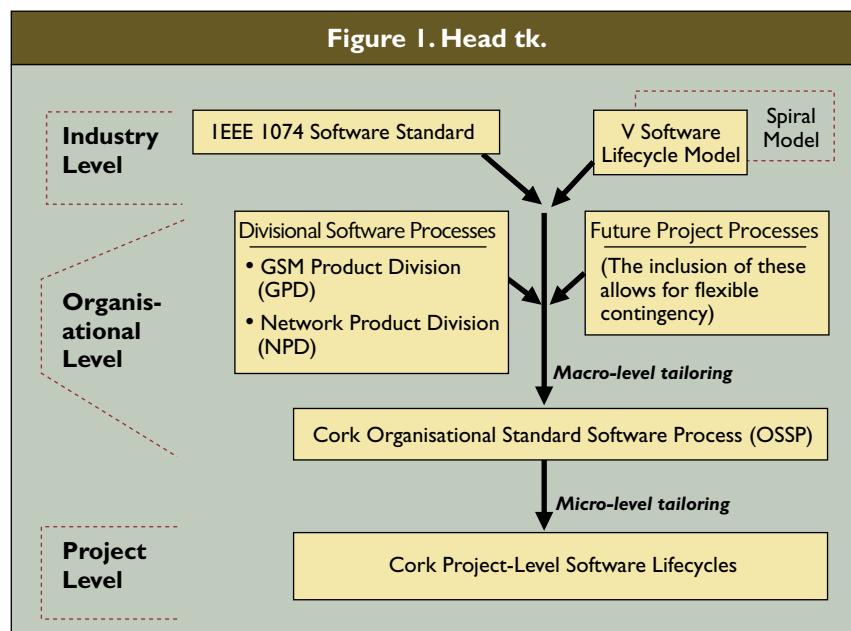 Figure 1. Head tk.
Industry
Level
IEEE 1074 Software Standard
V Software
Lifecycle Model
Spiral
Model
Organis-
ational
Level
Divisional Software Processes
• GSM Product Division
(GPD)
• Network Product Division
(NPD)
Future Project Processes
(The inclusion of these
allows for flexible
contingency)
Macro-level tailoring
Cork Organisational Standard Software Process (OSSP)
Micro-level tailoring
Project
Level
Cork Project-Level Software Lifecycles